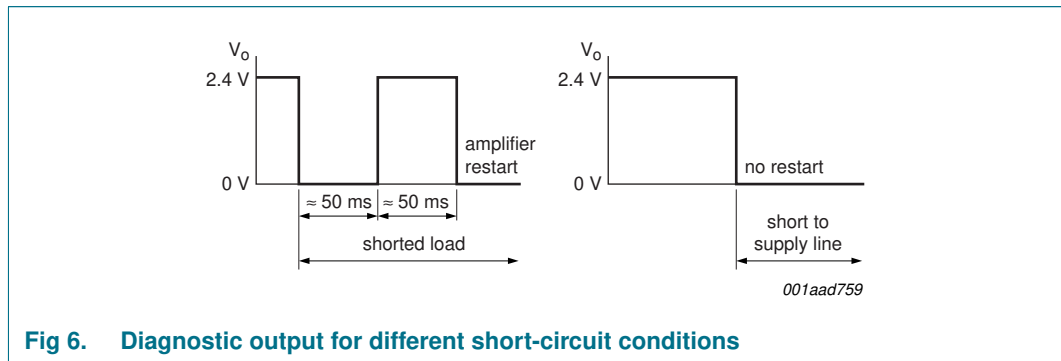 Vo
2.4 V
0 V
amplifier
restart
≈ 50 ms
≈ 50 ms
shorted load
Vo
2.4 V
0 V
no restart
short to
supply line
001aad759
Fig 6. Diagnostic output for different short-circuit conditions